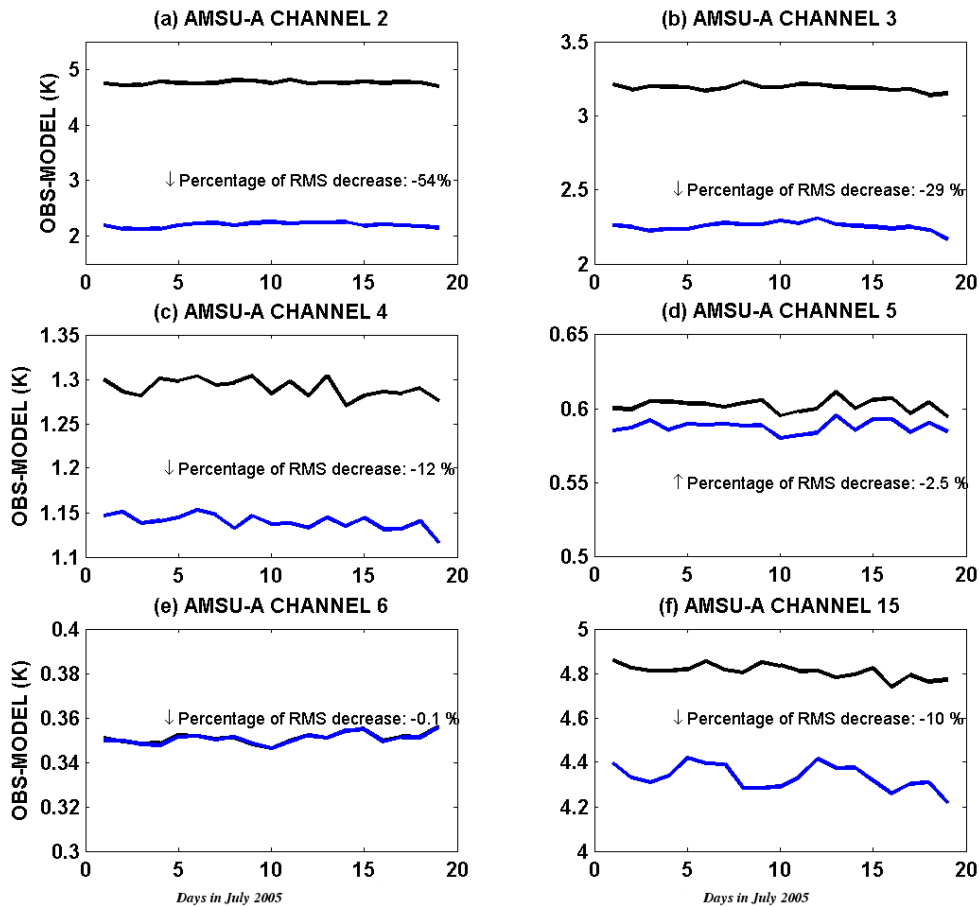 (a) AMSU-A CHANNEL 2
OBS-MODEL (K)
5
4
3
2
↓ Percentage of RMS decrease: -54%
0 5 10 15 20
(b) AMSU-A CHANNEL 3
3.5
3
2.5
2
↓ Percentage of RMS decrease: -29 %
0 5 10 15 20
(c) AMSU-A CHANNEL 4
OBS-MODEL (K)
1.35
1.3
1.25
1.2
1.15
1.1
↓ Percentage of RMS decrease: -12 %
0 5 10 15 20
(d) AMSU-A CHANNEL 5
0.65
0.6
0.55
0.5
↑ Percentage of RMS decrease: -2.5 %
0 5 10 15 20
(e) AMSU-A CHANNEL 6
OBS-MODEL (K)
0.4
0.38
0.36
0.34
0.32
0.3
↓ Percentage of RMS decrease: -0.1 %
0 5 10 15 20
Days in July 2005
(f) AMSU-A CHANNEL 15
5
4.8
4.6
4.4
4.2
4
↓ Percentage of RMS decrease: -10 %
0 5 10 15 20
Days in July 2005